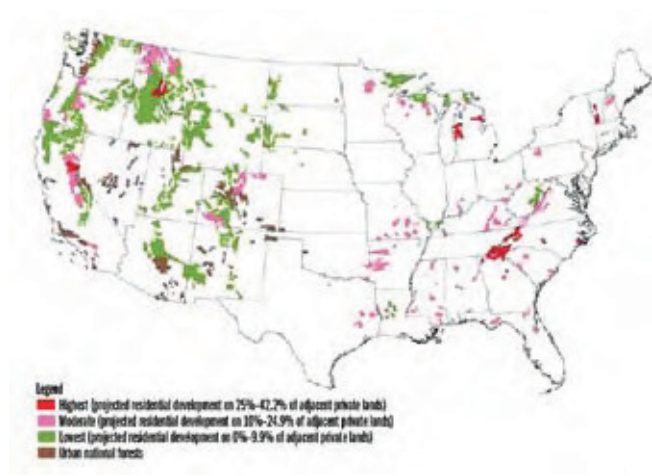 Legend
Highest (projected residential development on 25%-42.2% of adjacent private lands)
Moderate (projected residential development on 10%-24.9% of adjacent private lands)
Lowest (projected residential development on 0%-9.9% of adjacent private lands)
Urban national forests